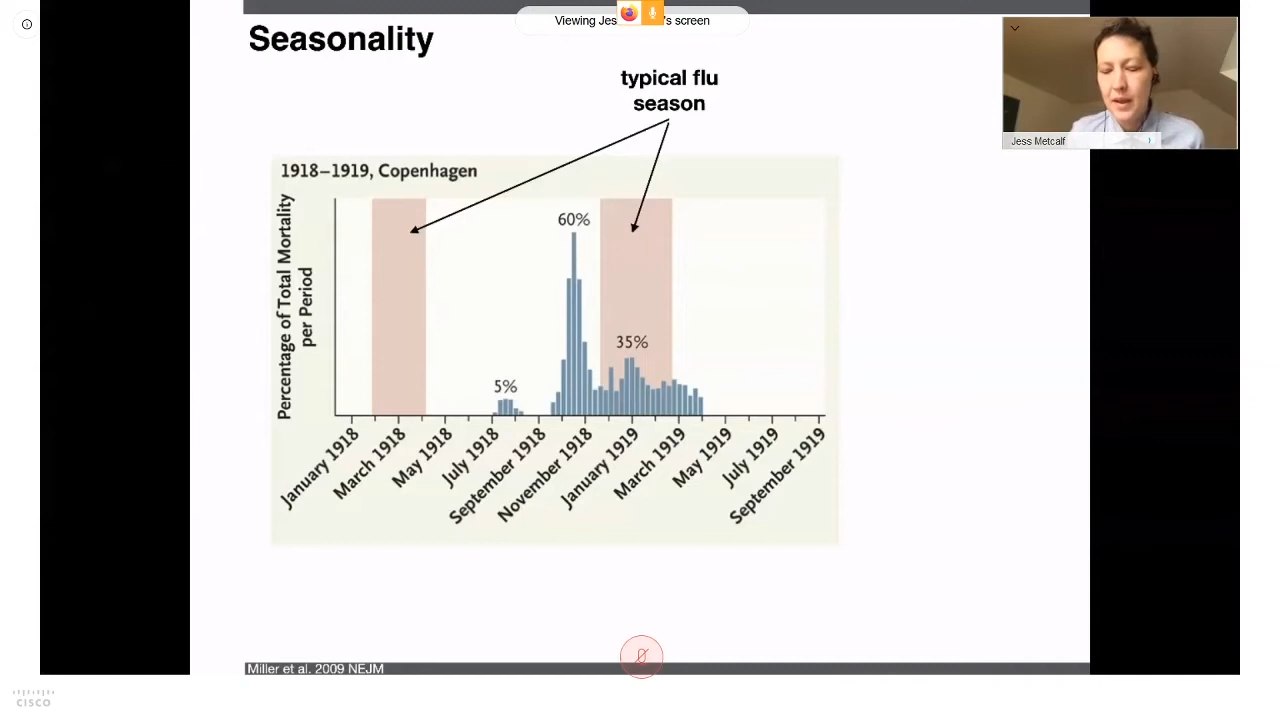 Viewing Jes
's screen
Seasonality
typical flu
season
Jess Metcalf
1918–1919, Copenhagen
Percentage of Total Mortality
per Period
60%
35%
5%
January 1918
March 1918
May 1918
July 1918
September 1918
November 1918
January 1919
March 1919
May 1919
July 1919
September 1919
Miller et al. 2009 NEJM
CISCO